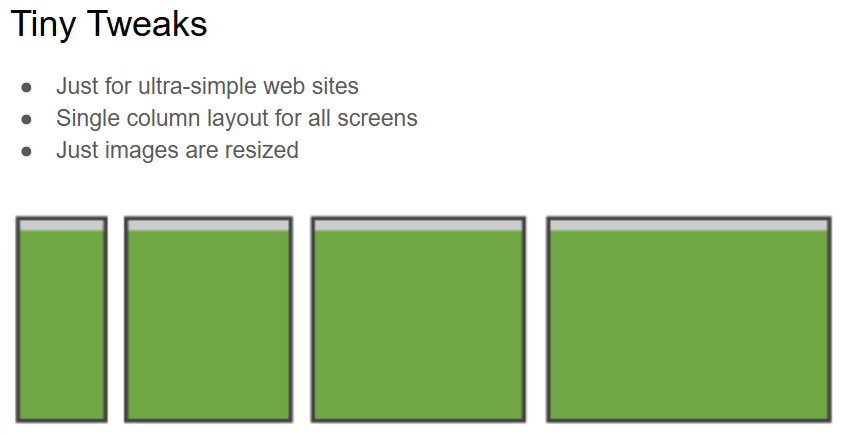 Tiny Tweaks
● Just for ultra-simple web sites
● Single column layout for all screens
● Just images are resized